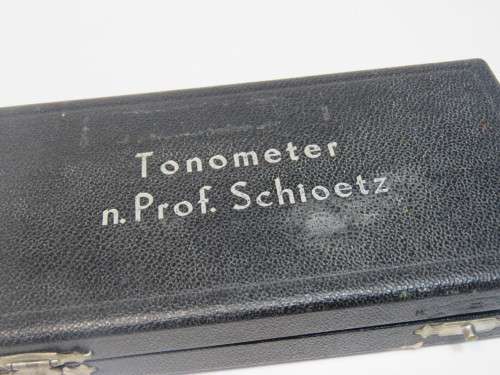 Tonometer
n. Prof. Schioetz